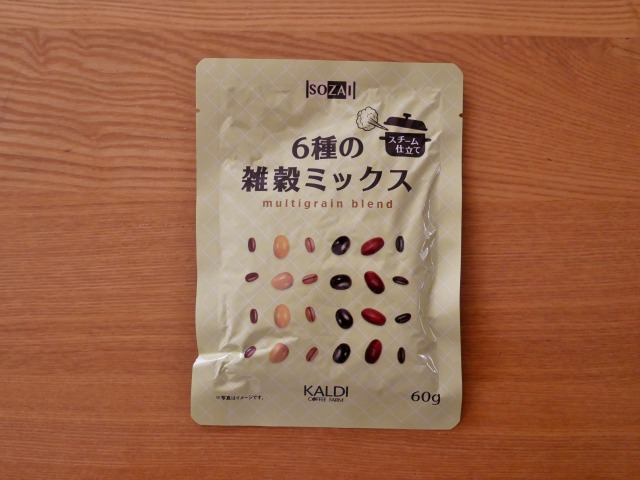 SOZAI
スチーム
仕立て
6種の
雑穀ミックス
multigrain blend
KALDI
COFFEE FARM
※写真はイメージです。
60g